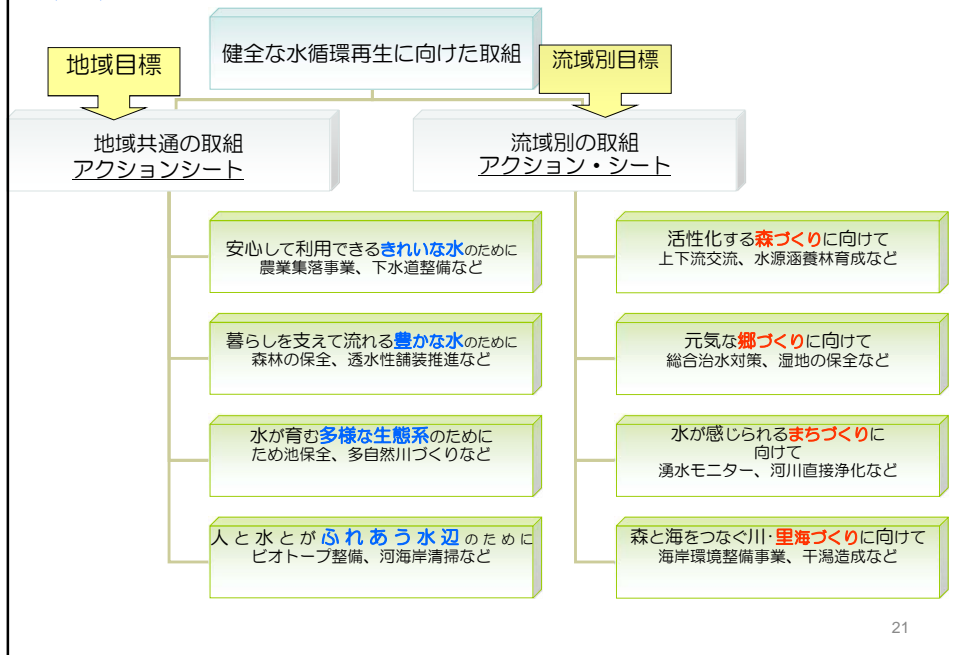 健全な水循環再生に向けた取組
地域目標
流域別目標
地域共通の取組
アクションシート
流域別の取組
アクション・シート
安心して利用できるきれいな水のために
農業集落事業、下水道整備など
暮らしを支えて流れる豊かな水のために
森林の保全、透水性舗装推進など
水が育む多様な生態系のために
ため池保全、多自然川づくりなど
人と水とがふれあう水辺のために
ビオトープ整備、河海岸清掃など
活性化する森づくりに向けて
上下流交流、水源涵養林育成など
元気な郷づくりに向けて
総合治水対策、湿地の保全など
水が感じられるまちづくりに
向けて
湧水モニター、河川直接浄化など
森と海をつなぐ川・里海づくりに向けて
海岸環境整備事業、干潟造成など
21